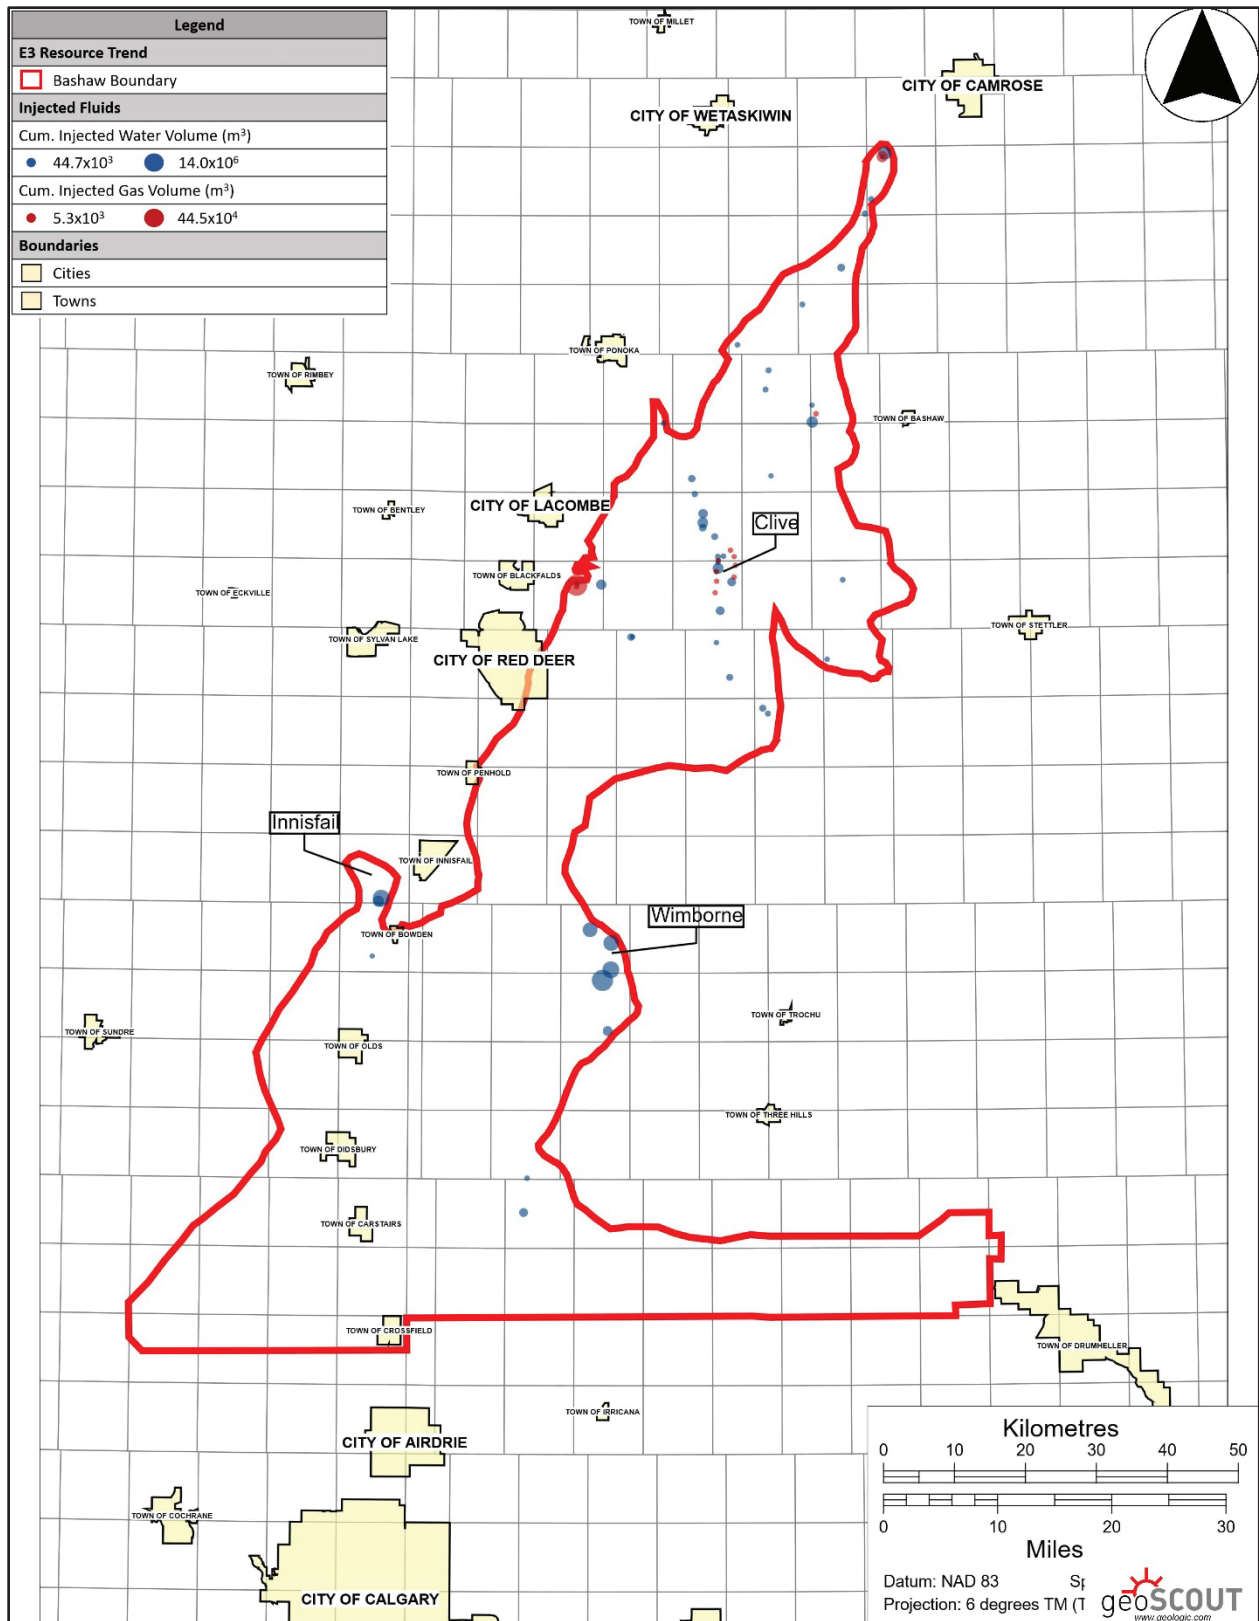 Legend
E3 Resource Trend
Bashaw Boundary
Injected Fluids
Cum. Injected Water Volume (m³)
44.7x10³ 14.0x10⁶
Cum. Injected Gas Volume (m³)
5.3x10³ 44.5x10⁴
Boundaries
Cities
Towns
TOWN OF MILLET
CITY OF CAMROSE
CITY OF WETASKIWIN
TOWN OF PONOKA
TOWN OF RIMBEY
TOWN OF BASHAW
CITY OF LACOMBE
TOWN OF BENTLEY
Clive
TOWN OF BLACKFALDS
TOWN OF ECKVILLE
TOWN OF STETTLER
TOWN OF SYLVAN LAKE
CITY OF RED DEER
TOWN OF PENHOLD
Innisfail
TOWN OF INNISFAIL
Wimborne
TOWN OF BOWDEN
TOWN OF TROCHU
TOWN OF SUNDRE
TOWN OF OLDS
TOWN OF THREE HILLS
TOWN OF DIDSBURY
TOWN OF CARSTAIRS
TOWN OF CROSSFIELD
TOWN OF DRUMHELLER
TOWN OF IRRICANA
CITY OF AIRDRIE
TOWN OF COCHRANE
CITY OF CALGARY
Kilometres
0 10 20 30 40 50
0 10 20 30
Miles
Datum: NAD 83 Sp
Projection: 6 degrees TM (T
geoSCOUT
www.geologic.com